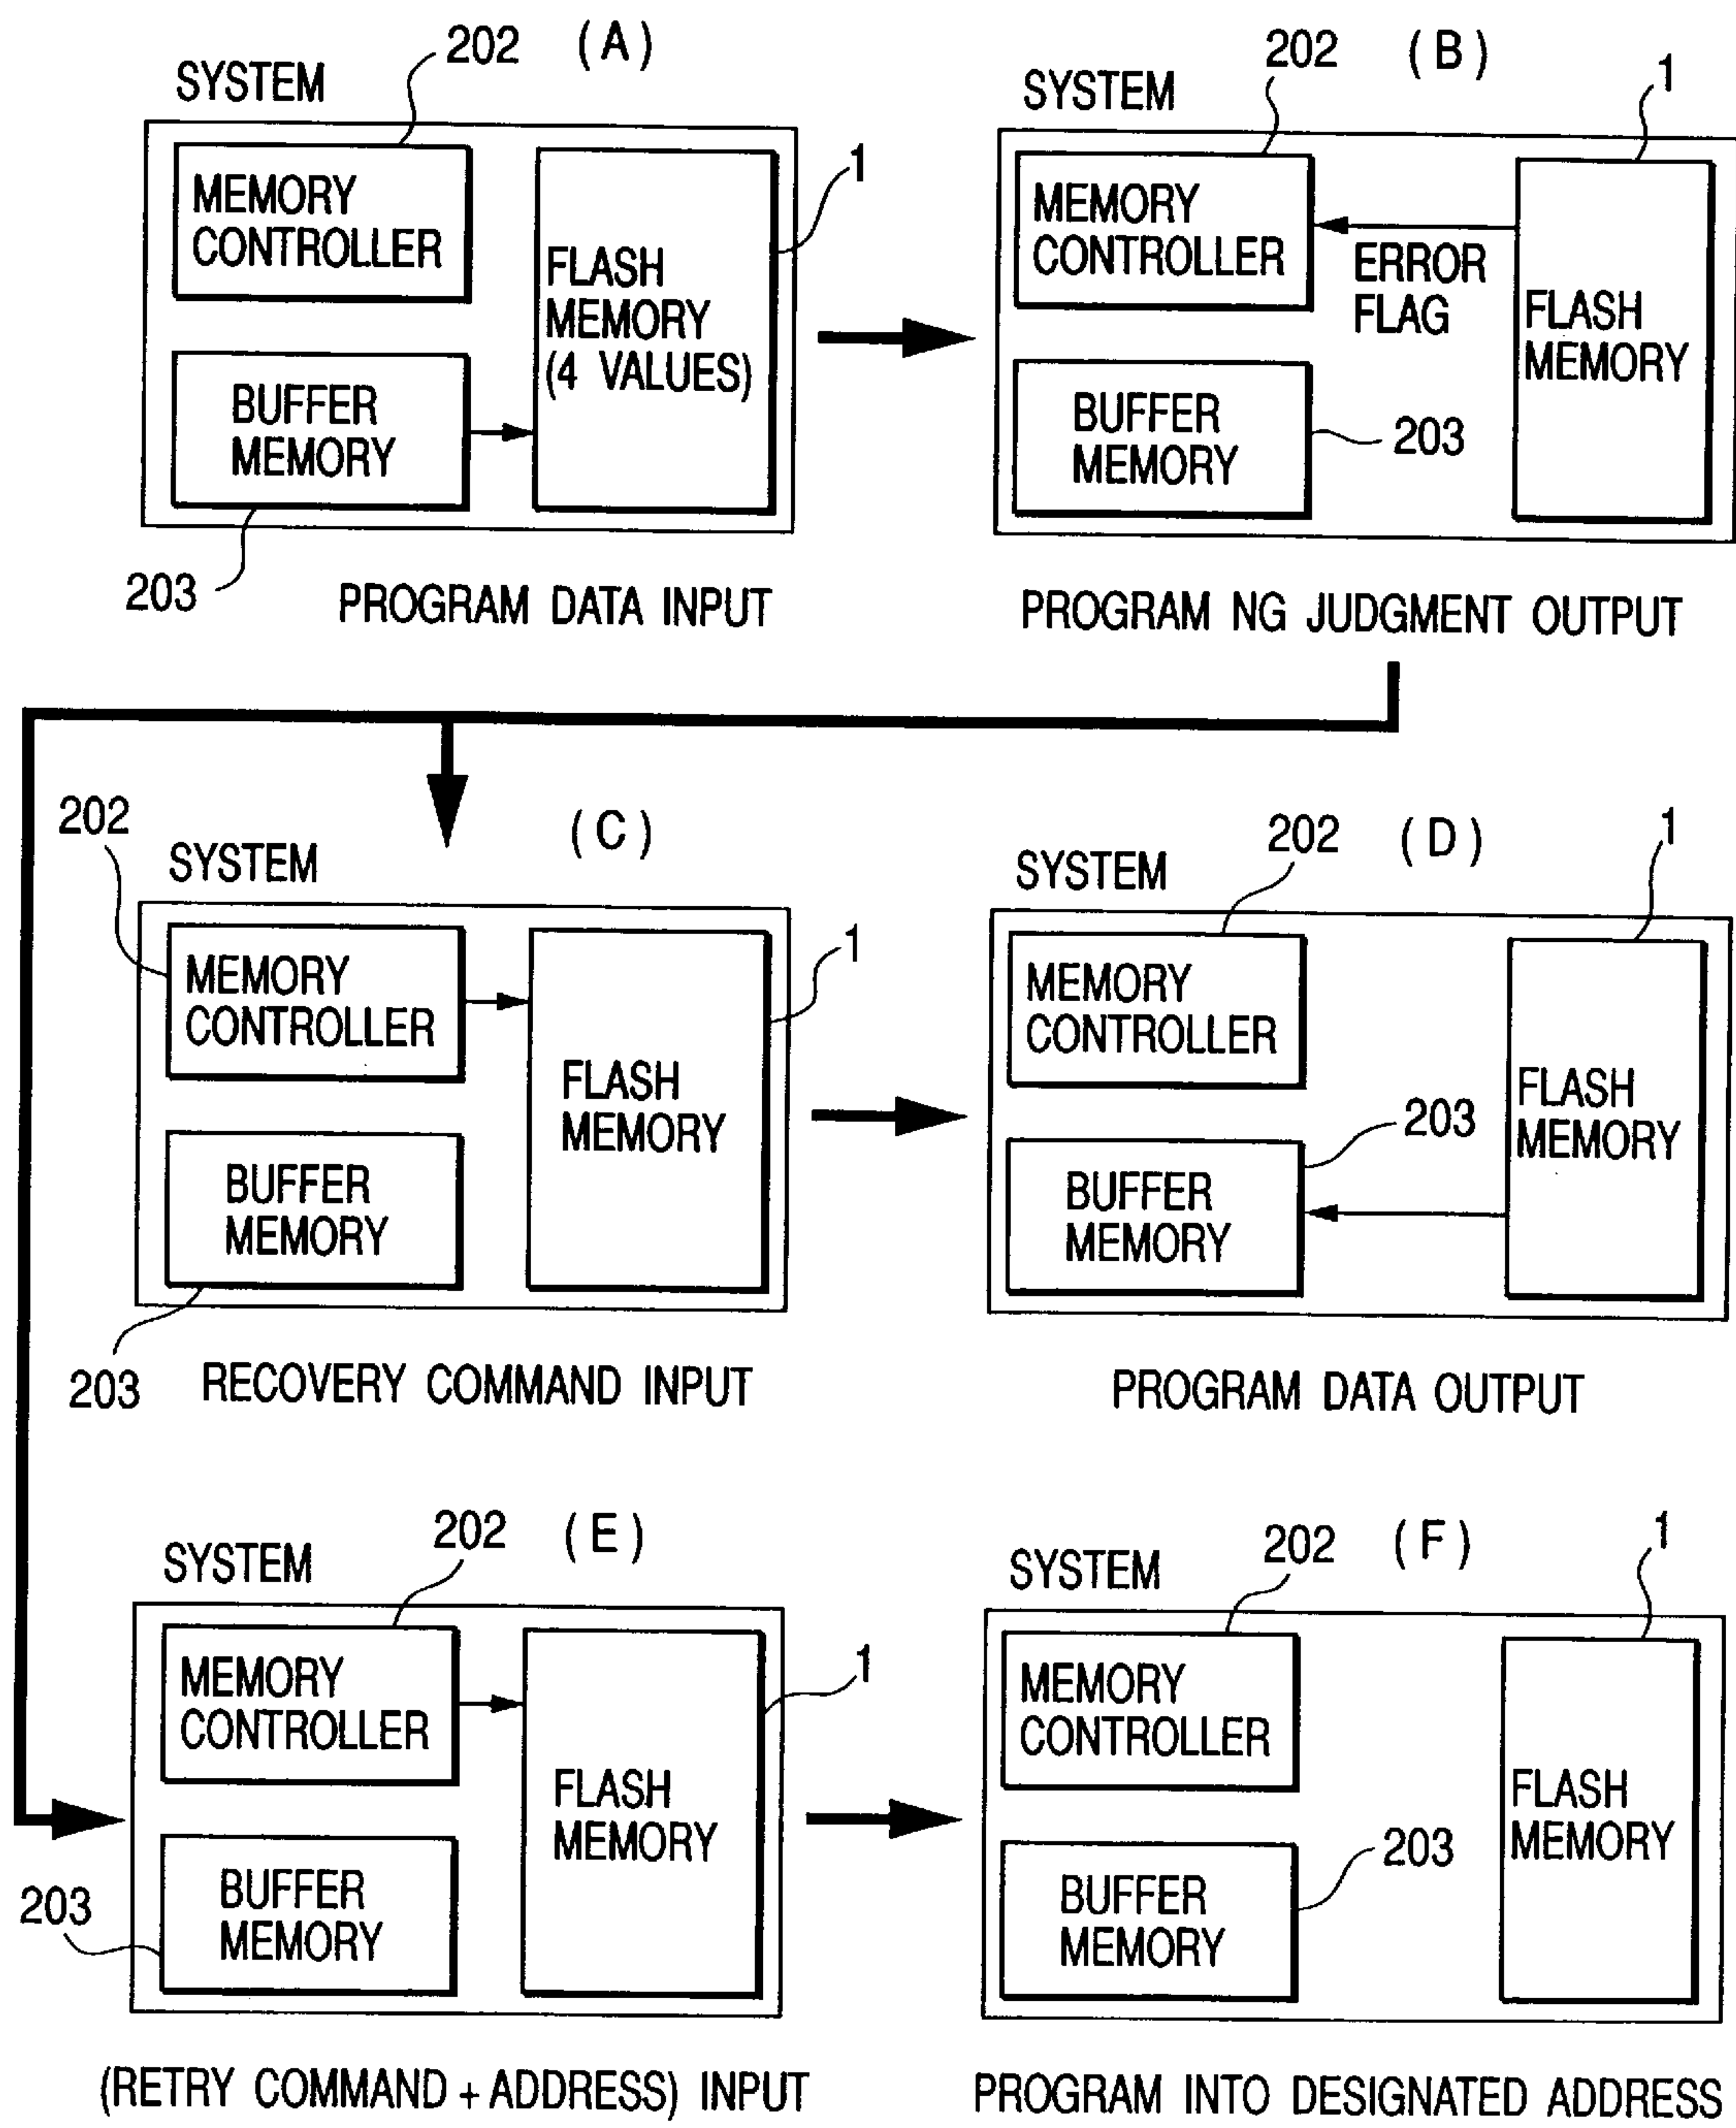 202
( A )
SYSTEM
MEMORY
CONTROLLER
FLASH
MEMORY
(4 VALUES)
1
BUFFER
MEMORY
203
PROGRAM DATA INPUT
202
( B )
1
SYSTEM
MEMORY
CONTROLLER
ERROR
FLAG
FLASH
MEMORY
BUFFER
MEMORY
203
PROGRAM NG JUDGMENT OUTPUT
202
( C )
SYSTEM
MEMORY
CONTROLLER
1
FLASH
MEMORY
BUFFER
MEMORY
203
RECOVERY COMMAND INPUT
202
( D )
1
SYSTEM
MEMORY
CONTROLLER
FLASH
MEMORY
203
BUFFER
MEMORY
PROGRAM DATA OUTPUT
202
( E )
SYSTEM
MEMORY
CONTROLLER
1
FLASH
MEMORY
BUFFER
MEMORY
203
(RETRY COMMAND + ADDRESS) INPUT
202
( F )
1
SYSTEM
MEMORY
CONTROLLER
FLASH
MEMORY
203
BUFFER
MEMORY
PROGRAM INTO DESIGNATED ADDRESS